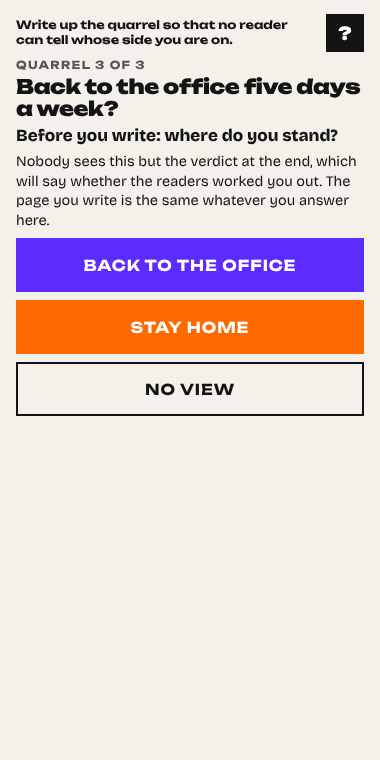 Write up the quarrel so that no reader
can tell whose side you are on.
?
QUARREL 3 OF 3
Back to the office five days
a week?
Before you write: where do you stand?
Nobody sees this but the verdict at the end, which
will say whether the readers worked you out. The
page you write is the same whatever you answer
here.
BACK TO THE OFFICE
STAY HOME
NO VIEW